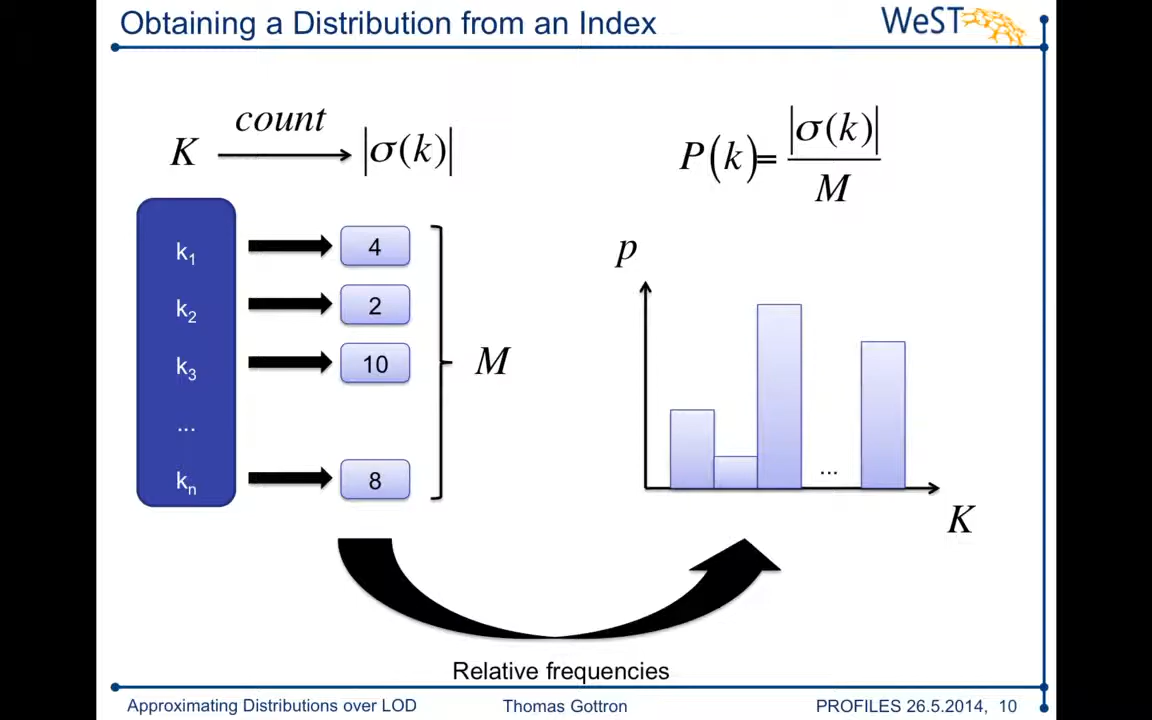 Obtaining a Distribution from an Index
WeST
K count |σ(k)|
P(k)= |σ(k)| / M
k1 4
k2 2
k3 10
...
kn 8
M
p
...
K
Relative frequencies
Approximating Distributions over LOD
Thomas Gottron
PROFILES 26.5.2014, 10